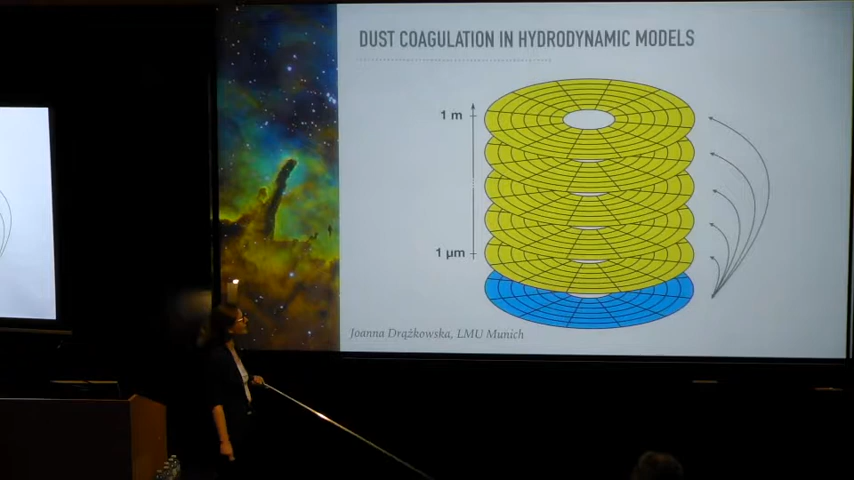 DUST COAGULATION IN HYDRODYNAMIC MODELS
1 m
1 μm
Joanna Drążkowska, LMU Munich